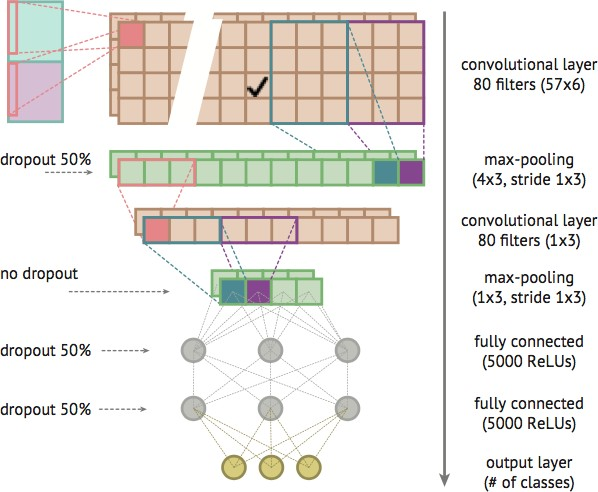 convolutional layer
80 filters (57x6)
dropout 50%
max-pooling
(4x3, stride 1x3)
convolutional layer
80 filters (1x3)
no dropout
max-pooling
(1x3, stride 1x3)
dropout 50%
fully connected
(5000 ReLUs)
dropout 50%
fully connected
(5000 ReLUs)
output layer
(# of classes)